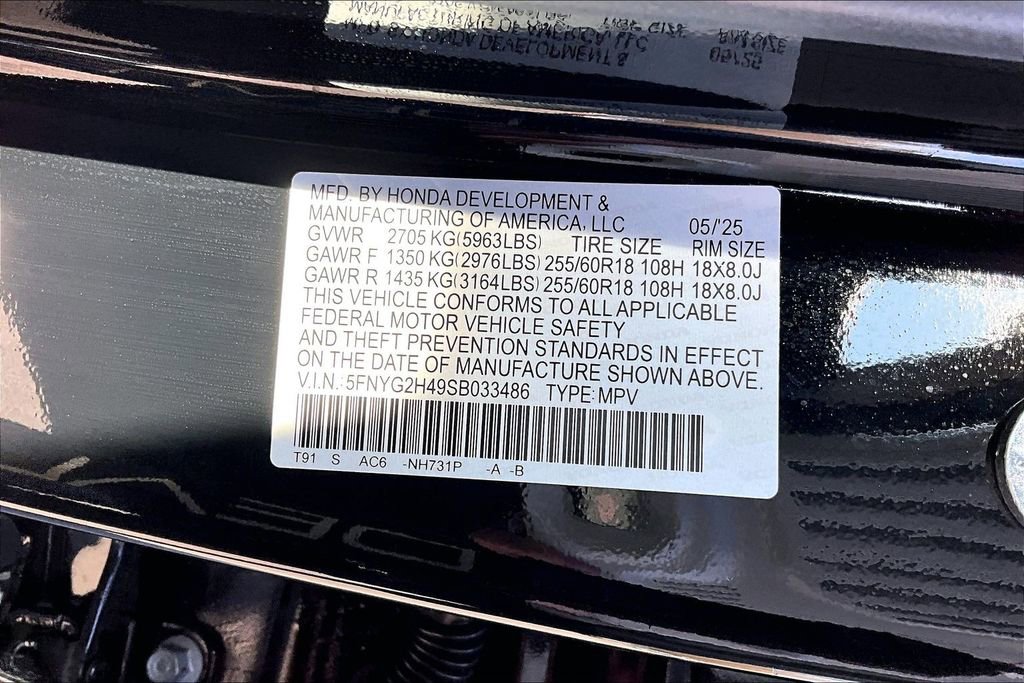 MFD. BY HONDA DEVELOPMENT &
MANUFACTURING OF AMERICA, LLC 05/'25
GVWR 2705 KG(5963LBS) TIRE SIZE RIM SIZE
GAWR F 1350 KG(2976LBS) 255/60R18 108H 18X8.0J
GAWR R 1435 KG(3164LBS) 255/60R18 108H 18X8.0J
THIS VEHICLE CONFORMS TO ALL APPLICABLE
FEDERAL MOTOR VEHICLE SAFETY
AND THEFT PREVENTION STANDARDS IN EFFECT
ON THE DATE OF MANUFACTURE SHOWN ABOVE.
V.I.N.: 5FNYG2H49SB033486 TYPE: MPV
T91 S AC6 -NH731P -A -B